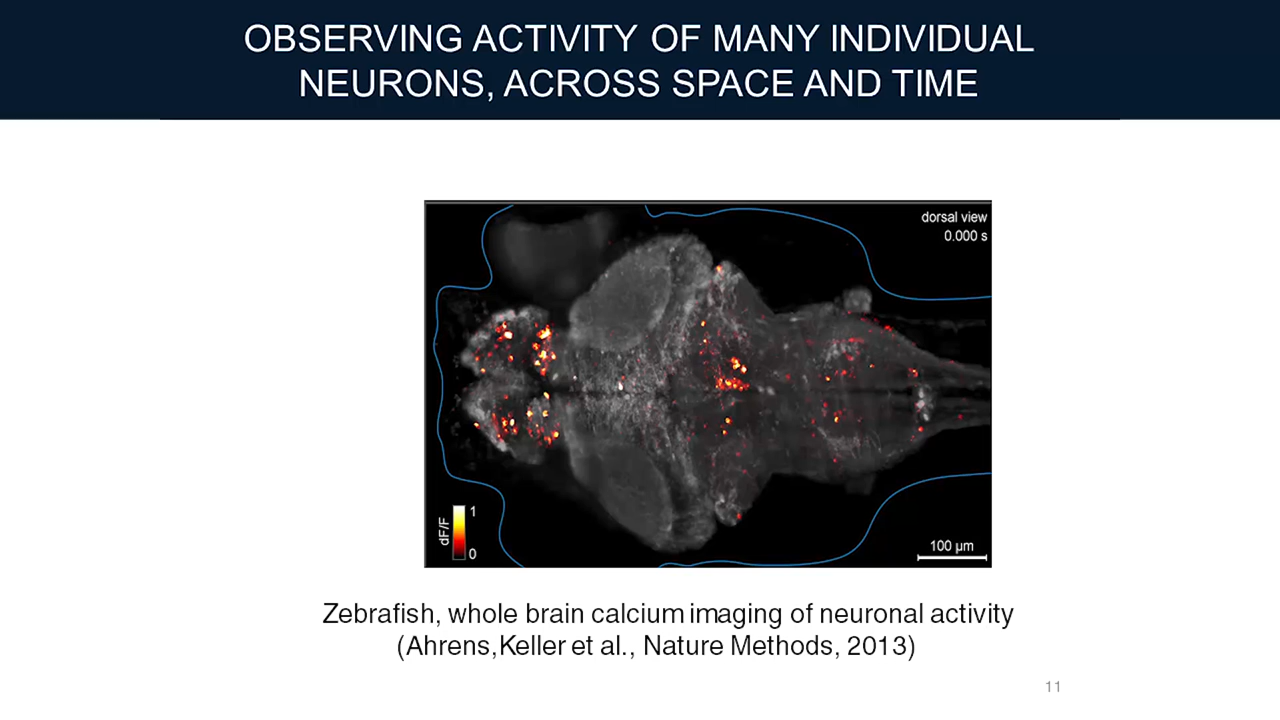 OBSERVING ACTIVITY OF MANY INDIVIDUAL
NEURONS, ACROSS SPACE AND TIME
dorsal view
0.000 s
dF/F
1
0
100 µm
Zebrafish, whole brain calcium imaging of neuronal activity
(Ahrens,Keller et al., Nature Methods, 2013)
11